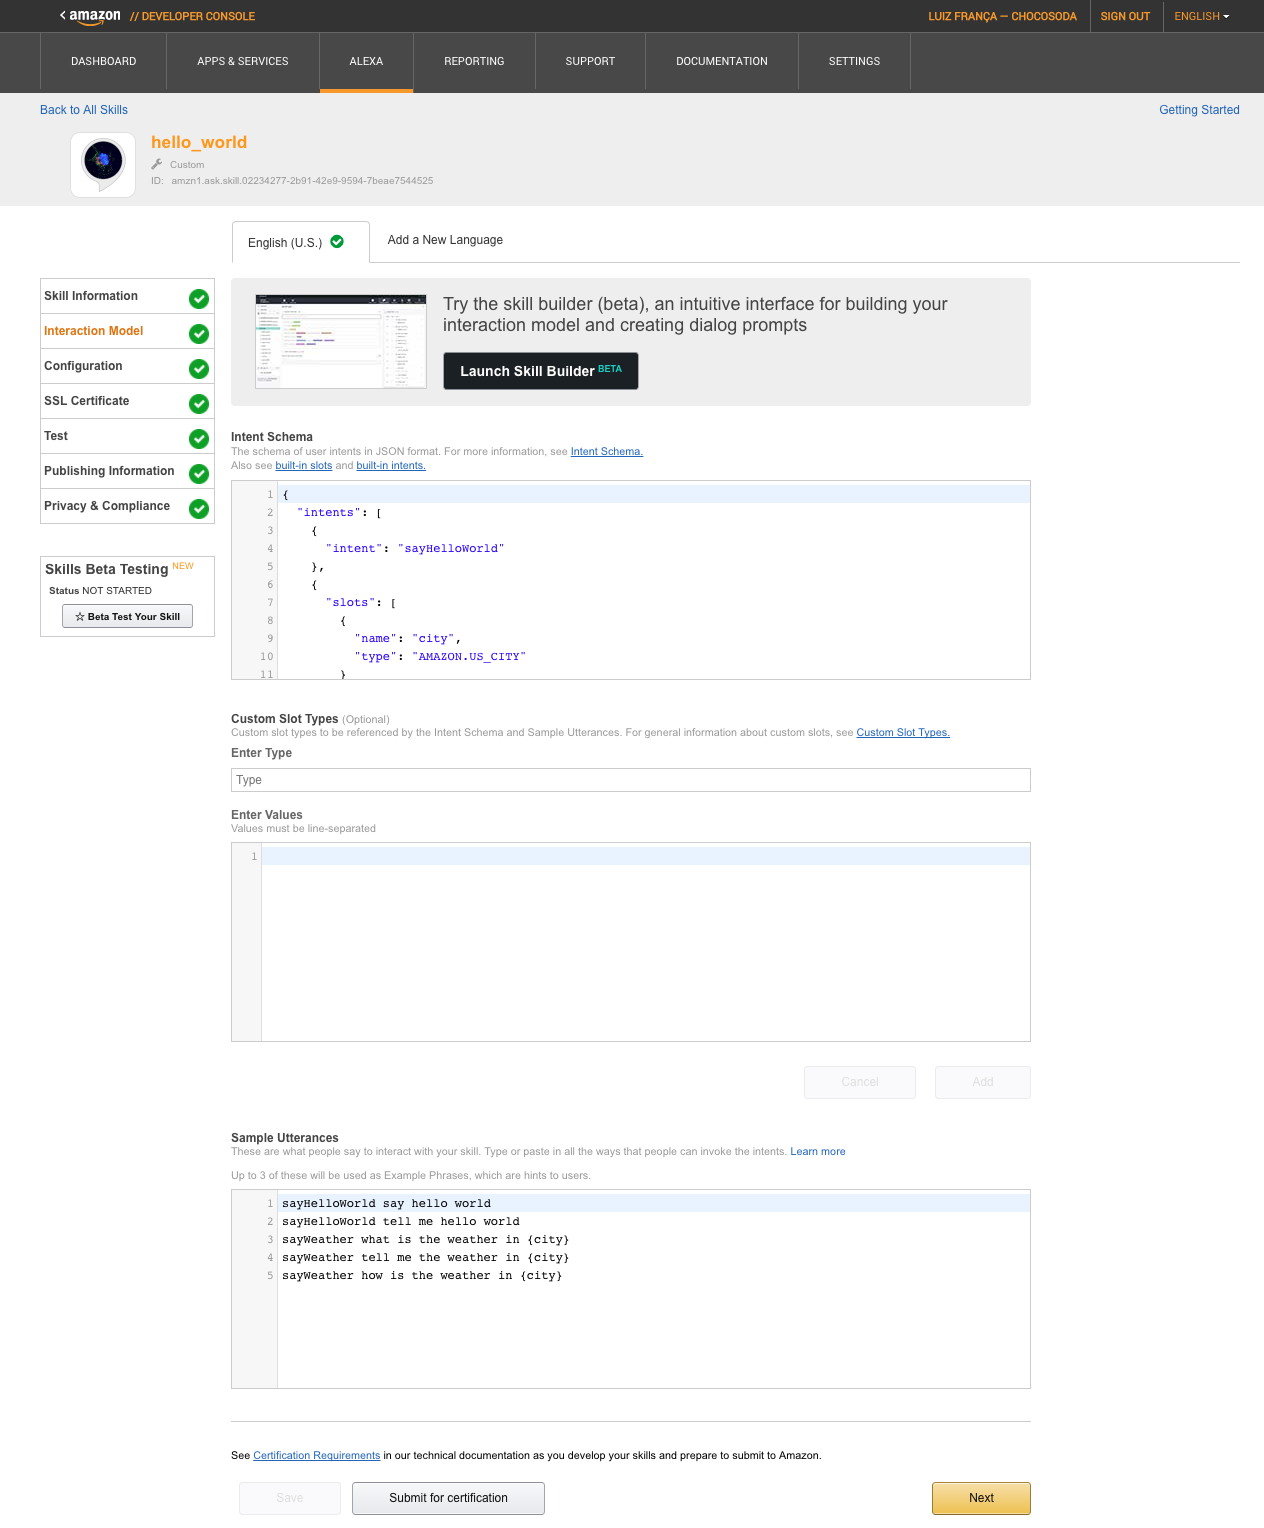 < amazon // DEVELOPER CONSOLE LUIZ FRANÇA — CHOCOSODA SIGN OUT ENGLISH
DASHBOARD APPS & SERVICES ALEXA REPORTING SUPPORT DOCUMENTATION SETTINGS
Back to All Skills Getting Started
hello_world
Custom
ID: amzn1.ask.skill.02234277-2b91-42e9-9594-7beae7544525
English (U.S.) Add a New Language
Skill Information
Interaction Model
Configuration
SSL Certificate
Test
Publishing Information
Privacy & Compliance
Skills Beta Testing NEW
Status NOT STARTED
☆ Beta Test Your Skill
Try the skill builder (beta), an intuitive interface for building your
interaction model and creating dialog prompts
Launch Skill Builder BETA
Intent Schema
The schema of user intents in JSON format. For more information, see Intent Schema.
Also see built-in slots and built-in intents.
1 {
2 "intents": [
3 {
4 "intent": "sayHelloWorld"
5 },
6 {
7 "slots": [
8 {
9 "name": "city",
10 "type": "AMAZON.US_CITY"
11 }
Custom Slot Types (Optional)
Custom slot types to be referenced by the Intent Schema and Sample Utterances. For general information about custom slots, see Custom Slot Types.
Enter Type
Type
Enter Values
Values must be line-separated
1
Cancel Add
Sample Utterances
These are what people say to interact with your skill. Type or paste in all the ways that people can invoke the intents. Learn more
Up to 3 of these will be used as Example Phrases, which are hints to users.
1 sayHelloWorld say hello world
2 sayHelloWorld tell me hello world
3 sayWeather what is the weather in {city}
4 sayWeather tell me the weather in {city}
5 sayWeather how is the weather in {city}
See Certification Requirements in our technical documentation as you develop your skills and prepare to submit to Amazon.
Save Submit for certification Next